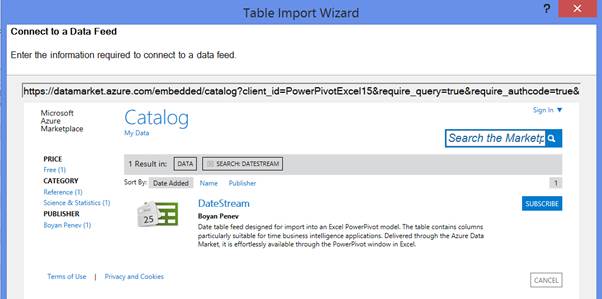 Table Import Wizard
?
Connect to a Data Feed
Enter the information required to connect to a data feed.
https://datamarket.azure.com/embedded/catalog?client_id=PowerPivotExcel15&require_query=true&require_authcode=true&
Sign In
Microsoft
Azure
Marketplace
Catalog
My Data
Search the Marketp
PRICE
Free (1)
CATEGORY
Reference (1)
Science & Statistics (1)
PUBLISHER
Boyan Penev (1)
1 Result in: DATA SEARCH: DATESTREAM
Sort By: Date Added Name Publisher 1
25
DateStream
SUBSCRIBE
Boyan Penev
Date table feed designed for import into an Excel PowerPivot model. The table contains columns
particularly suitable for time business intelligence applications. Delivered through the Azure Data
Market, it is effortlessly available through the PowerPivot window in Excel.
Terms of Use | Privacy and Cookies
CANCEL